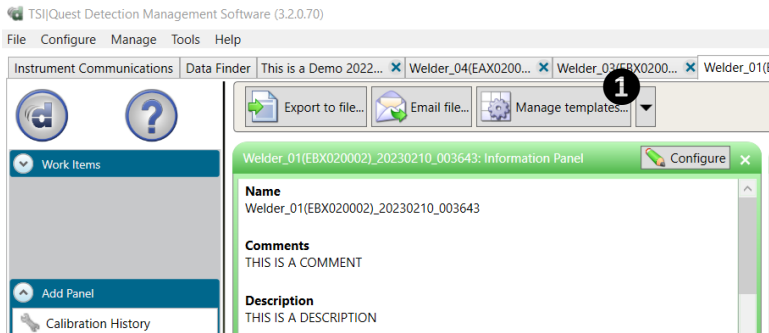 TSI|Quest Detection Management Software (3.2.0.70)
File Configure Manage Tools Help
Instrument Communications Data Finder This is a Demo 2022... Welder_04(EAX0200... Welder_03(EBX0200... Welder_01(E
Export to file... Email file... Manage templates... 1
Work Items
Welder_01(EBX020002)_20230210_003643: Information Panel Configure
Name
Welder_01(EBX020002)_20230210_003643
Comments
THIS IS A COMMENT
Add Panel
Description
THIS IS A DESCRIPTION
Calibration History